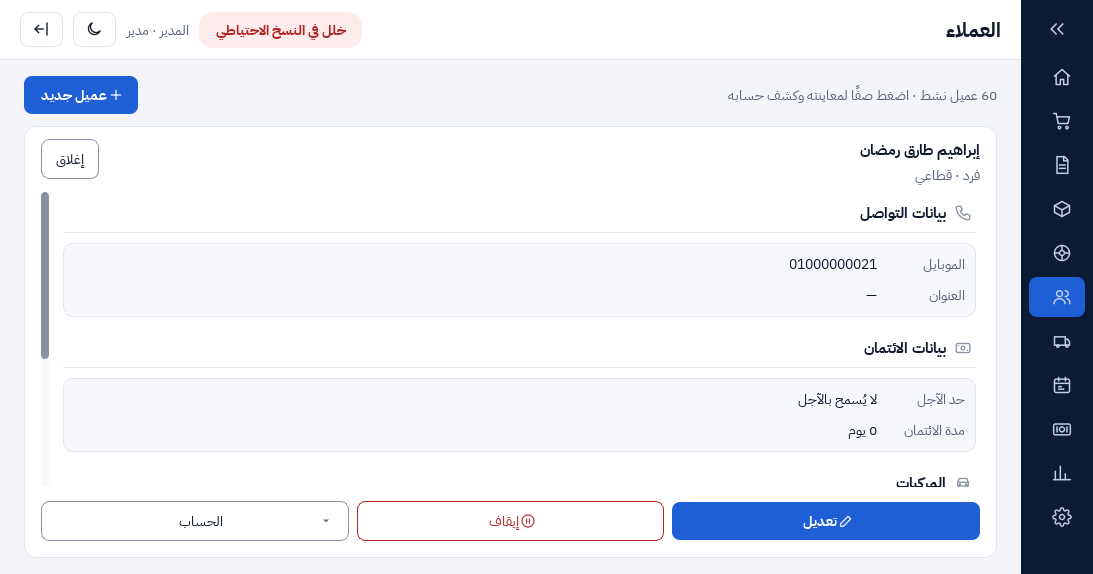 العملاء
خلل في النسخ الاحتياطي
المدير · مدير
60 عميل نشط · اضغط صفًا لمعاينته وكشف حسابه
عميل جديد
إبراهيم طارق رمضان
إغلاق
فرد · قطاعي
بيانات التواصل
الموبايل 01000000021
العنوان —
بيانات الائتمان
حد الآجل لا يُسمح بالآجل
مدة الائتمان 0 يوم
المركبات
تعديل
إيقاف
الحساب